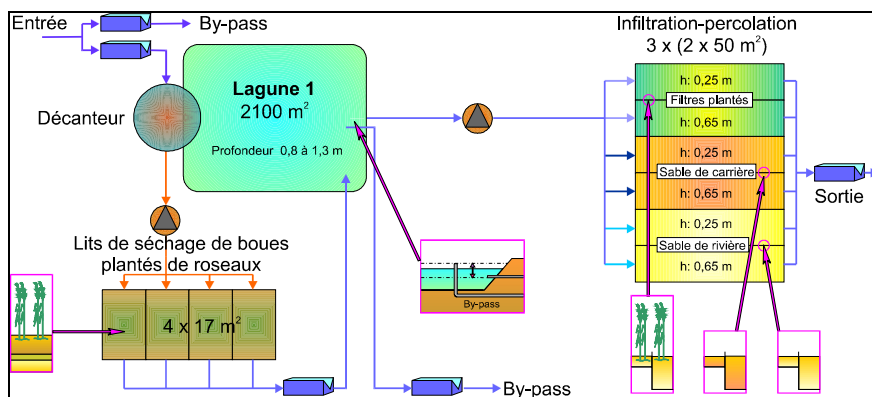 Entrée
By-pass
Décanteur
Lagune 1
2100 m²
Profondeur 0,8 à 1,3 m
Infiltration-percolation
3 x (2 x 50 m²)
h: 0,25 m
Filtres plantés
h: 0,65 m
h: 0,25 m
Sable de carrière
h: 0,65 m
h: 0,25 m
Sable de rivière
h: 0,65 m
Sortie
Lits de séchage de boues
plantés de roseaux
4 x 17 m²
By-pass
By-pass